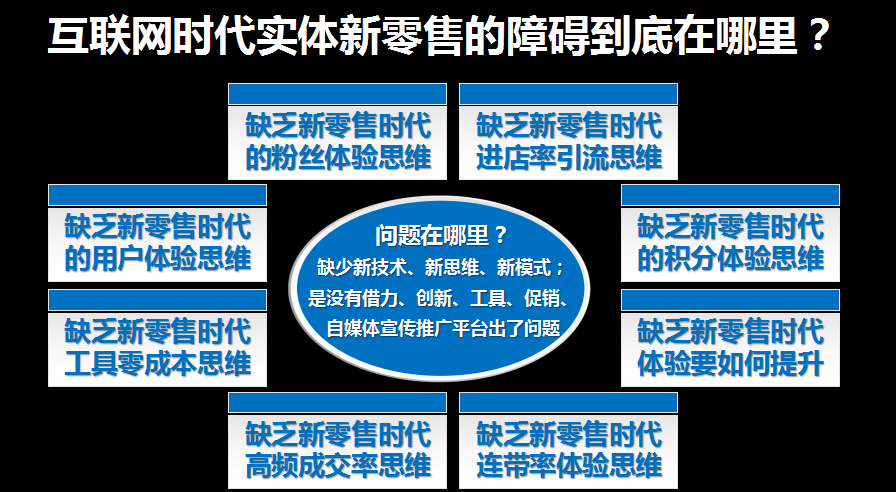 互联网时代实体新零售的障碍到底在哪里？
缺乏新零售时代
的粉丝体验思维
缺乏新零售时代
进店率引流思维
缺乏新零售时代
的用户体验思维
缺乏新零售时代
的积分体验思维
问题在哪里？
缺少新技术、新思维、新模式；
是没有借力、创新、工具、促销、
自媒体宣传推广平台出了问题
缺乏新零售时代
工具零成本思维
缺乏新零售时代
体验要如何提升
缺乏新零售时代
高频成交率思维
缺乏新零售时代
连带率体验思维